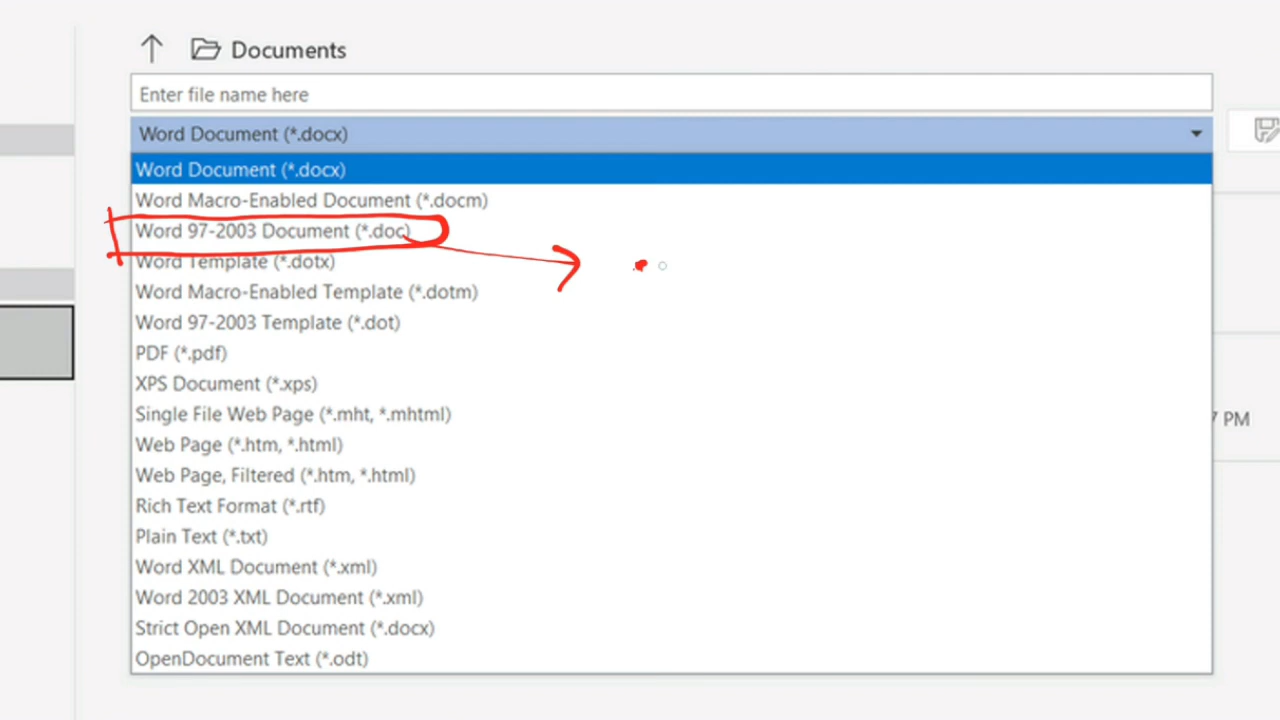 Documents
Enter file name here
Word Document (*.docx)
Word Document (*.docx)
Word Macro-Enabled Document (*.docm)
Word 97-2003 Document (*.doc)
Word Template (*.dotx)
Word Macro-Enabled Template (*.dotm)
Word 97-2003 Template (*.dot)
PDF (*.pdf)
XPS Document (*.xps)
Single File Web Page (*.mht, *.mhtml)
Web Page (*.htm, *.html)
Web Page, Filtered (*.htm, *.html)
Rich Text Format (*.rtf)
Plain Text (*.txt)
Word XML Document (*.xml)
Word 2003 XML Document (*.xml)
Strict Open XML Document (*.docx)
OpenDocument Text (*.odt)
7 PM